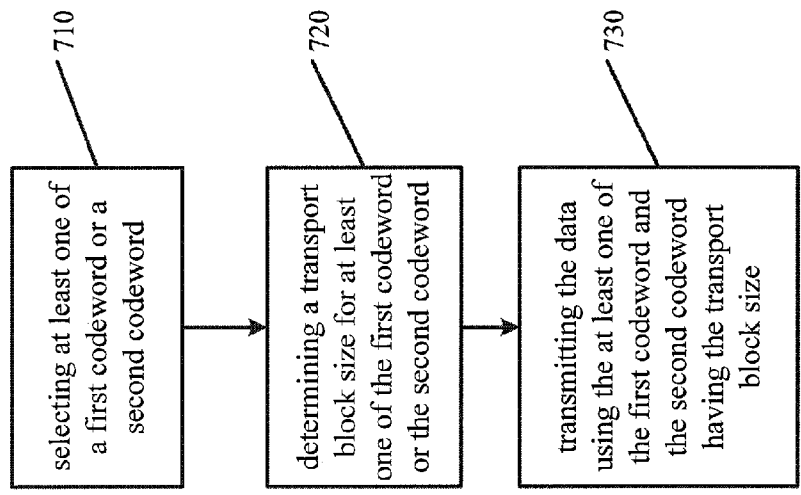 710
selecting at least one of
a first codeword or a
second codeword
720
determining a transport
block size for at least
one of the first codeword
or the second codeword
730
transmitting the data
using the at least one of
the first codeword and
the second codeword
having the transport
block size